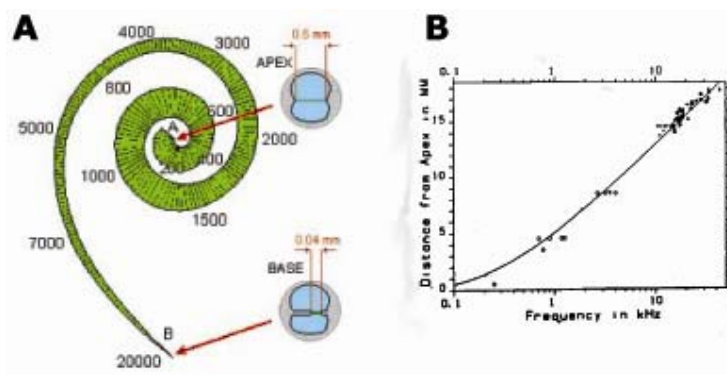 A
4000
3000
0.5 mm
APEX
800
600
A
5000
2000
400
200
1000
1500
7000
0.04 mm
BASE
B
20000
B
0.1 1 10
Distance from Apex in MM
15
10
5
0
0.1 1 10
Frequency in kHz